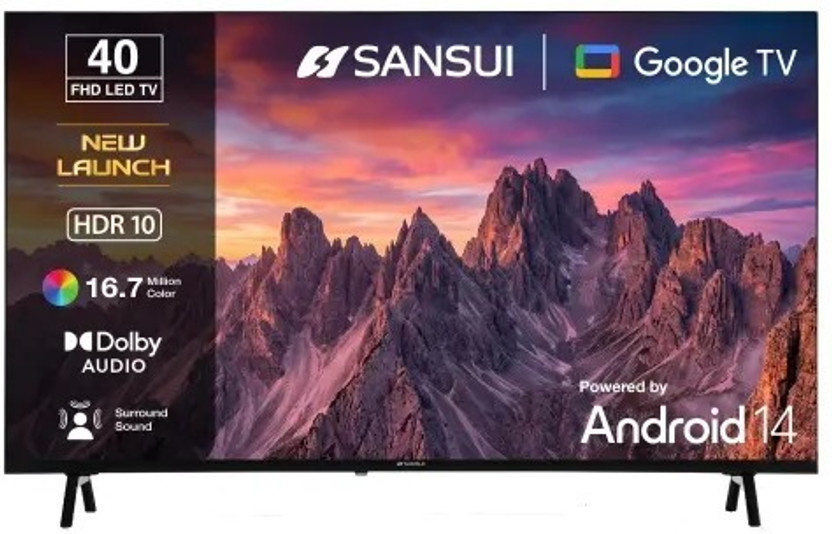 40
FHD LED TV
NEW
LAUNCH
HDR 10
16.7 Million
Color
Dolby
AUDIO
Surround
Sound
SANSUI
Google TV
Powered by
Android 14
SANSUI